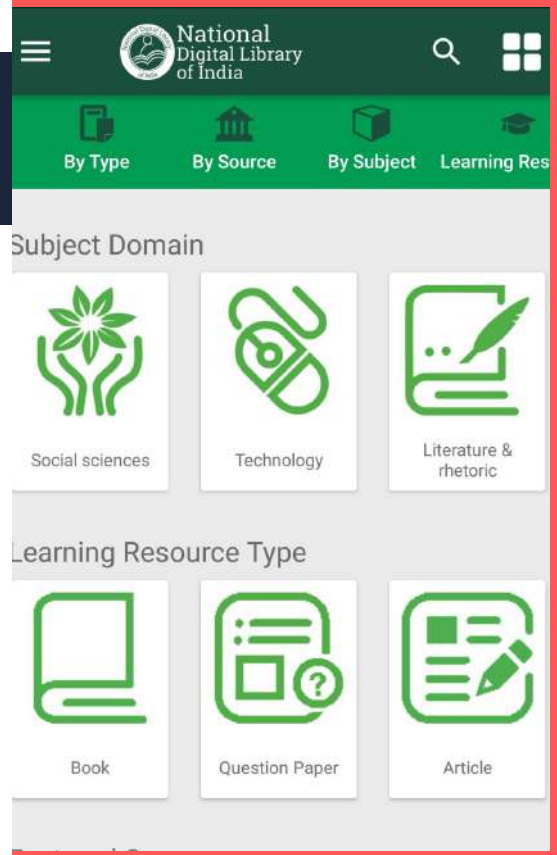 National
Digital Library
of India
By Type
By Source
By Subject
Learning Res
Subject Domain
Social sciences
Technology
Literature &
rhetoric
Learning Resource Type
?
Book
Question Paper
Article